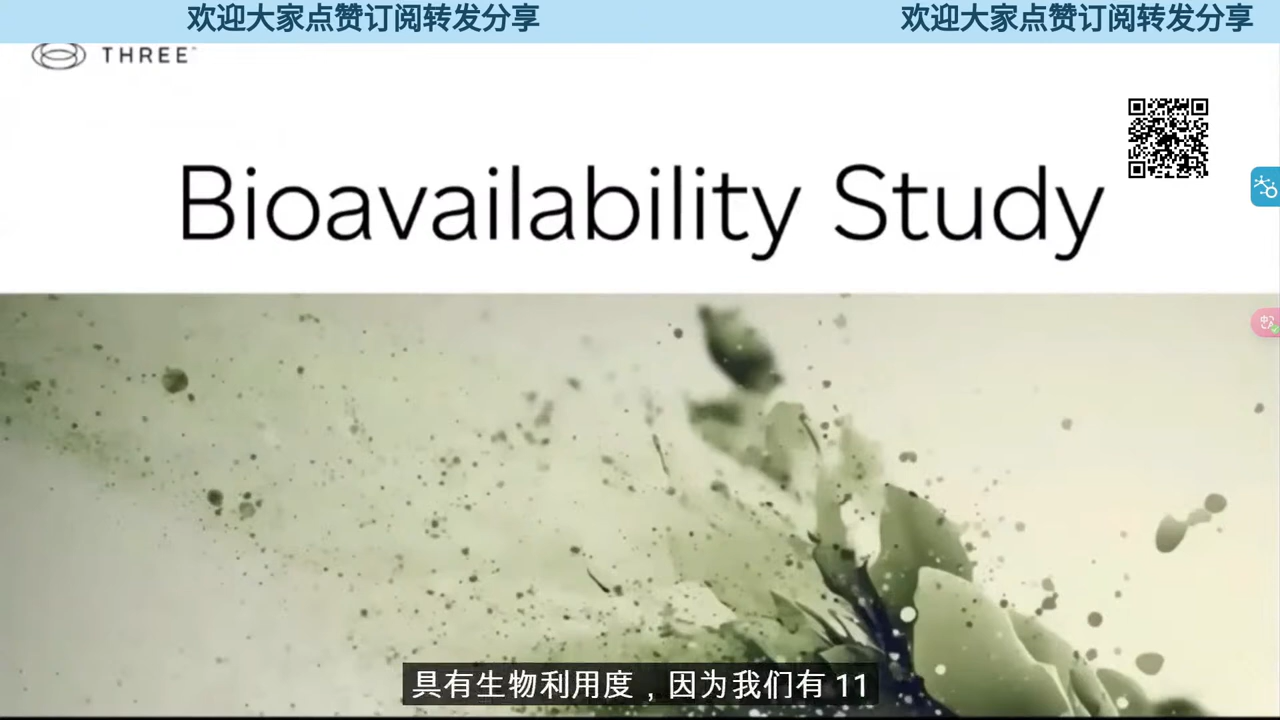 欢迎大家点赞订阅转发分享 欢迎大家点赞订阅转发分享
THREE™
Bioavailability Study
具有生物利用度，因为我们有 11